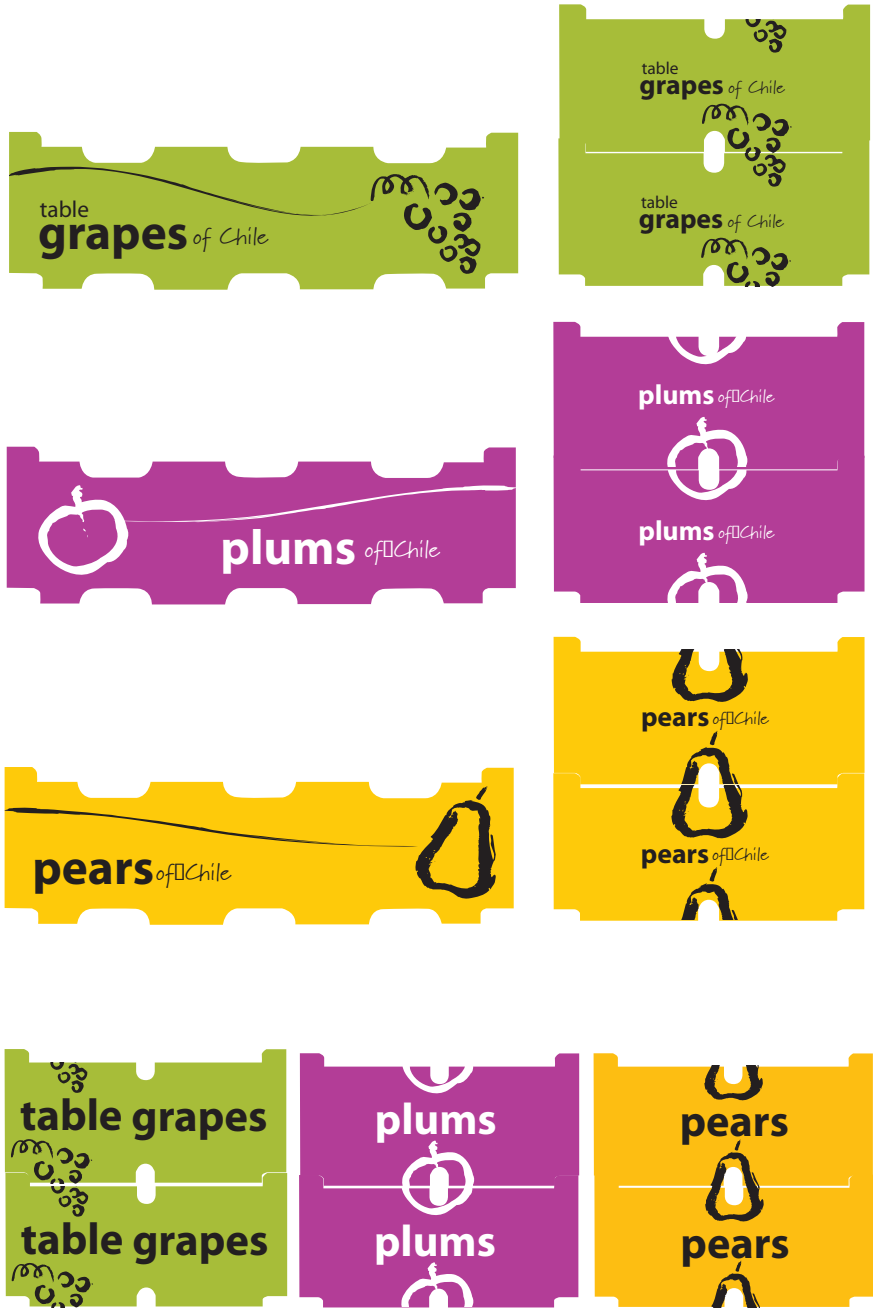 table
grapes of Chile
table
grapes of Chile
table
grapes of Chile
plums of▯Chile
plums of▯Chile
plums of▯Chile
pears of▯Chile
pears of▯Chile
pears of▯Chile
table grapes
plums
pears
table grapes
plums
pears